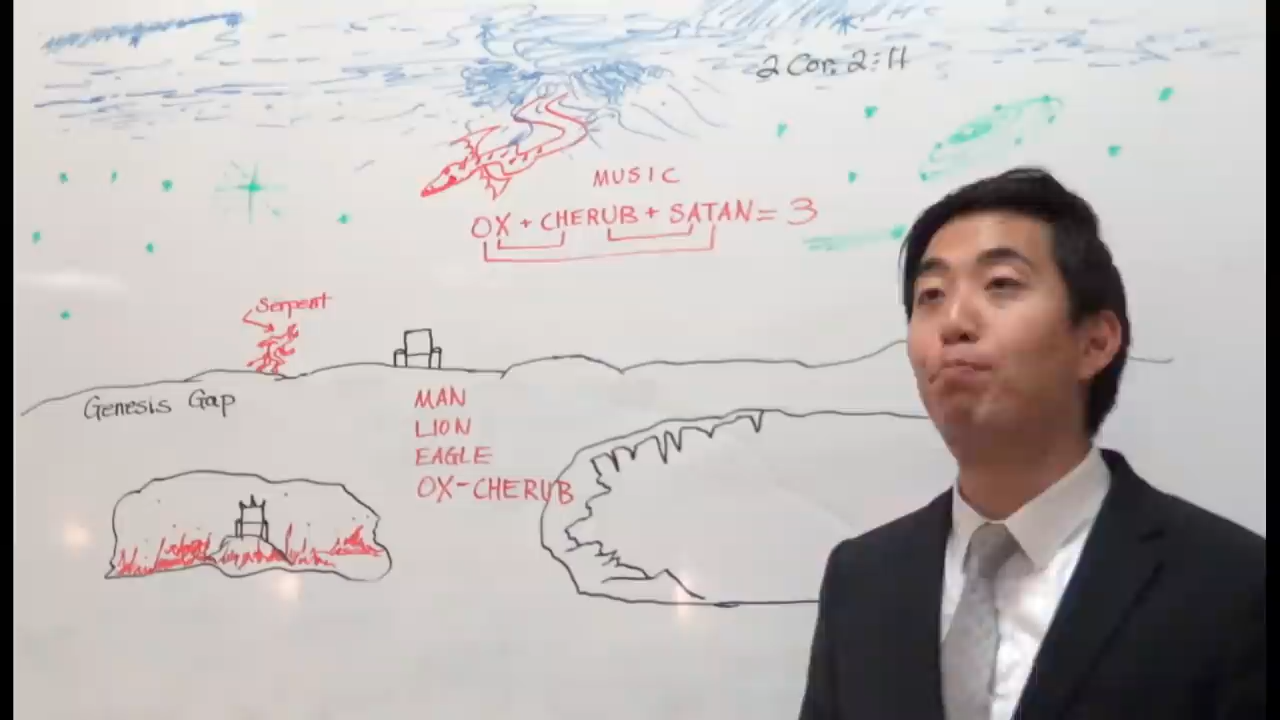 2 Cor. 2:11
MUSIC
OX + CHERUB + SATAN = 3
Serpent
Genesis Gap
MAN
LION
EAGLE
OX-CHERUB